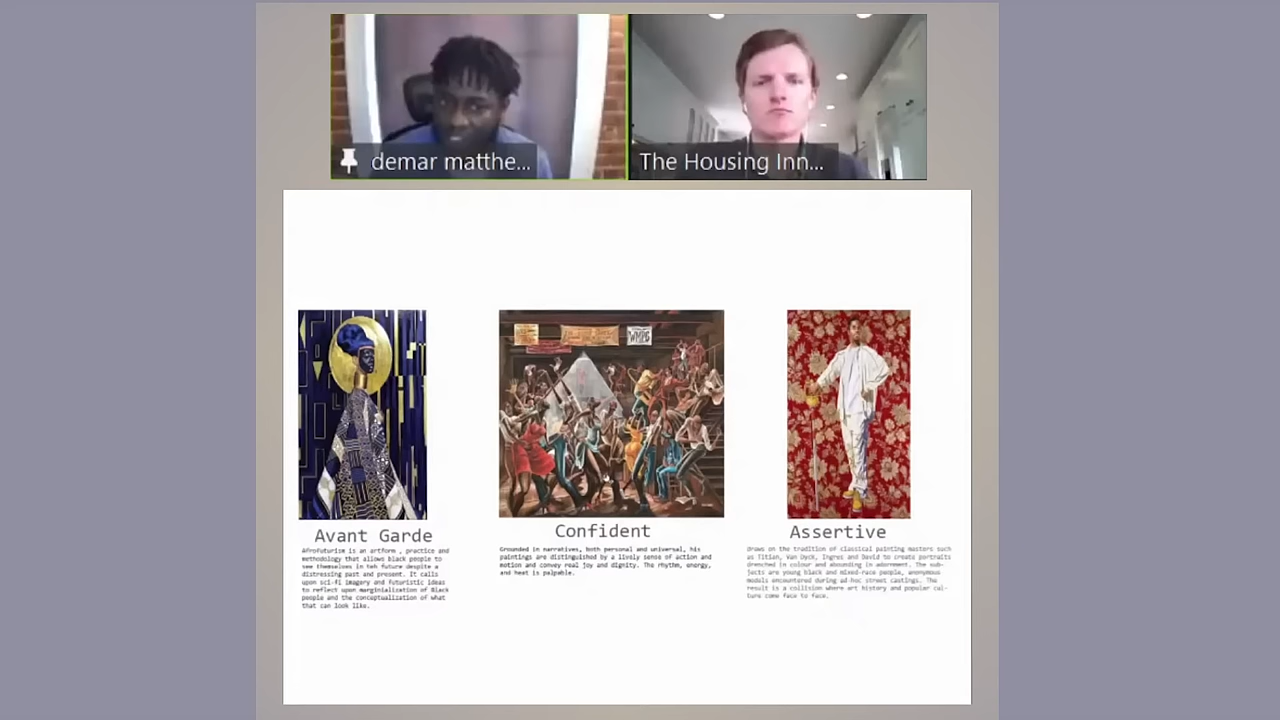 demar matthe...
The Housing Inn...
WMPG
Avant Garde
Afrofuturism is an artform , practice and
methodology that allows black people to
see themselves in teh future despite a
distressing past and present. It calls
upon sci-fi imagery and futuristic ideas
to reflect upon marginialization of Black
people and the conceptualization of what
that can look like.
Confident
Grounded in narratives, both personal and universal, his
paintings are distinguished by a lively sense of action and
motion and convey real joy and dignity. The rhythm, energy,
and heat is palpable.
Assertive
Draws on the tradition of classical painting masters such
as Titian, Van Dyck, Ingres and David to create portraits
drenched in colour and abounding in adornment. The sub-
jects are young black and mixed-race people, anonymous
models encountered during ad-hoc street castings. The
result is a collision where art history and popular cul-
ture come face to face.